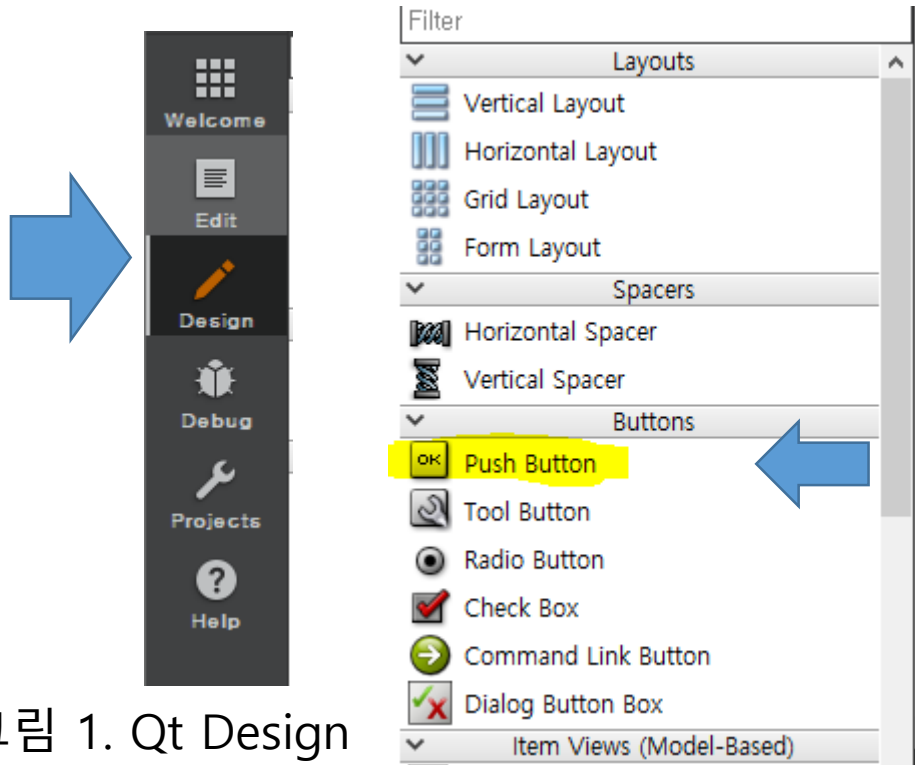 Welcome
Edit
Design
Debug
Projects
Help
그림 1. Qt Design
Filter
Layouts
Vertical Layout
Horizontal Layout
Grid Layout
Form Layout
Spacers
Horizontal Spacer
Vertical Spacer
Buttons
OK Push Button
Tool Button
Radio Button
Check Box
Command Link Button
Dialog Button Box
Item Views (Model-Based)